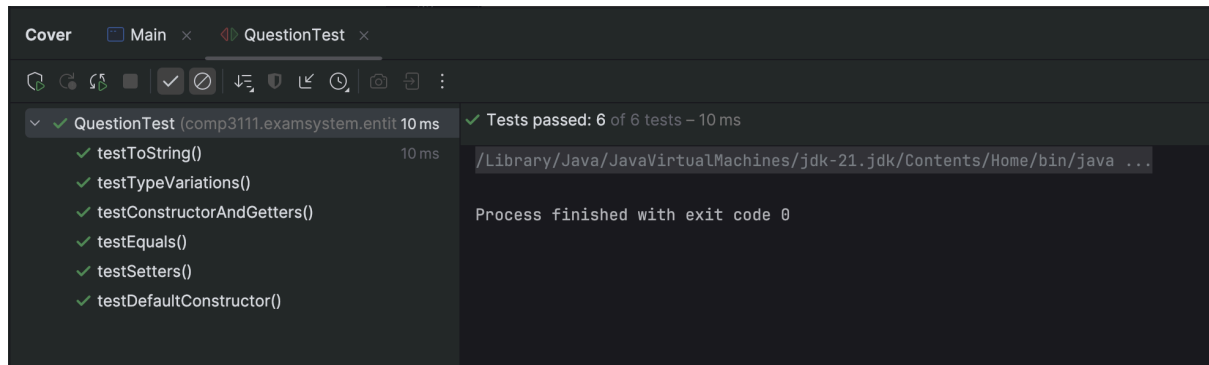 Cover Main × QuestionTest ×
QuestionTest (comp3111.examsystem.entit 10 ms
testToString() 10 ms
testTypeVariations()
testConstructorAndGetters()
testEquals()
testSetters()
testDefaultConstructor()
Tests passed: 6 of 6 tests – 10 ms
/Library/Java/JavaVirtualMachines/jdk-21.jdk/Contents/Home/bin/java ...
Process finished with exit code 0